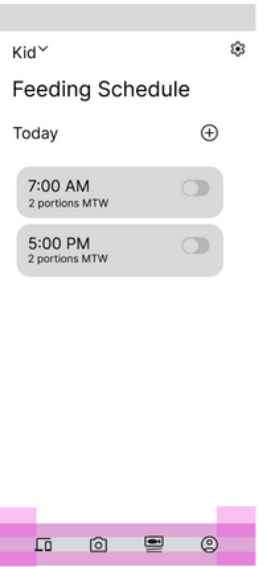 Kid
Feeding Schedule
Today
7:00 AM
2 portions MTW
5:00 PM
2 portions MTW